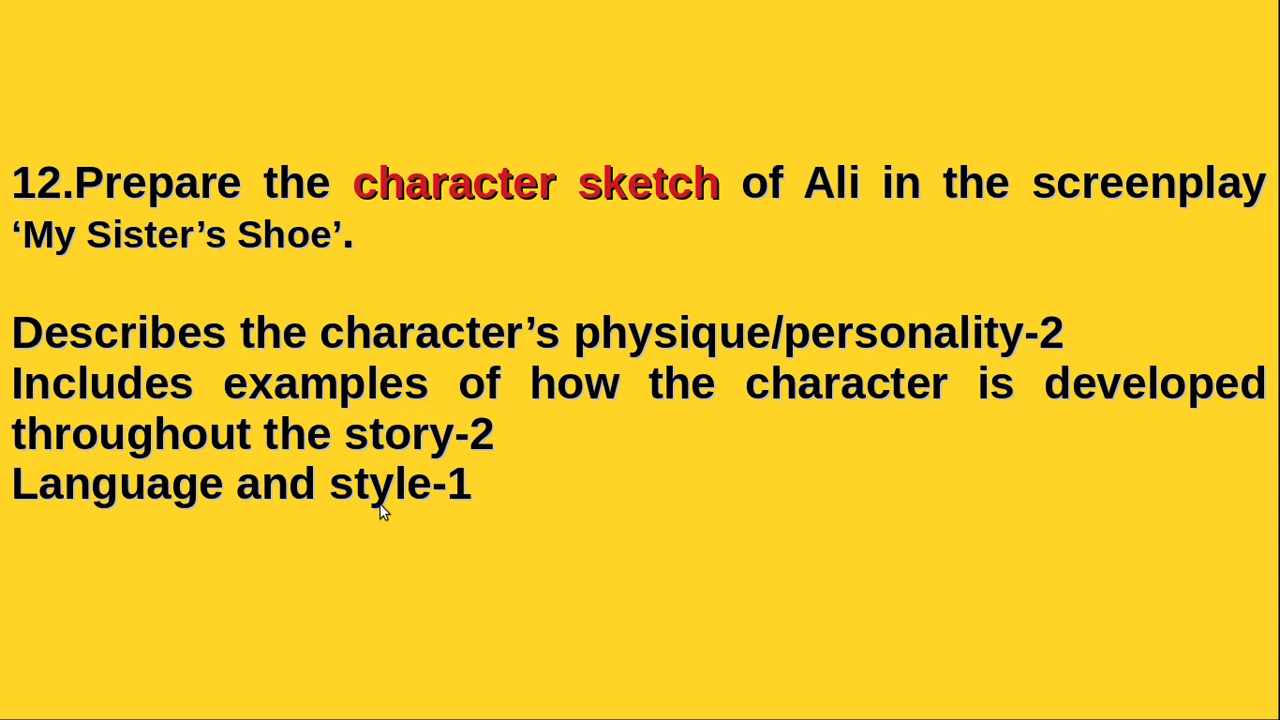 12.Prepare the character sketch of Ali in the screenplay
‘My Sister’s Shoe’.
Describes the character’s physique/personality-2
Includes examples of how the character is developed
throughout the story-2
Language and style-1